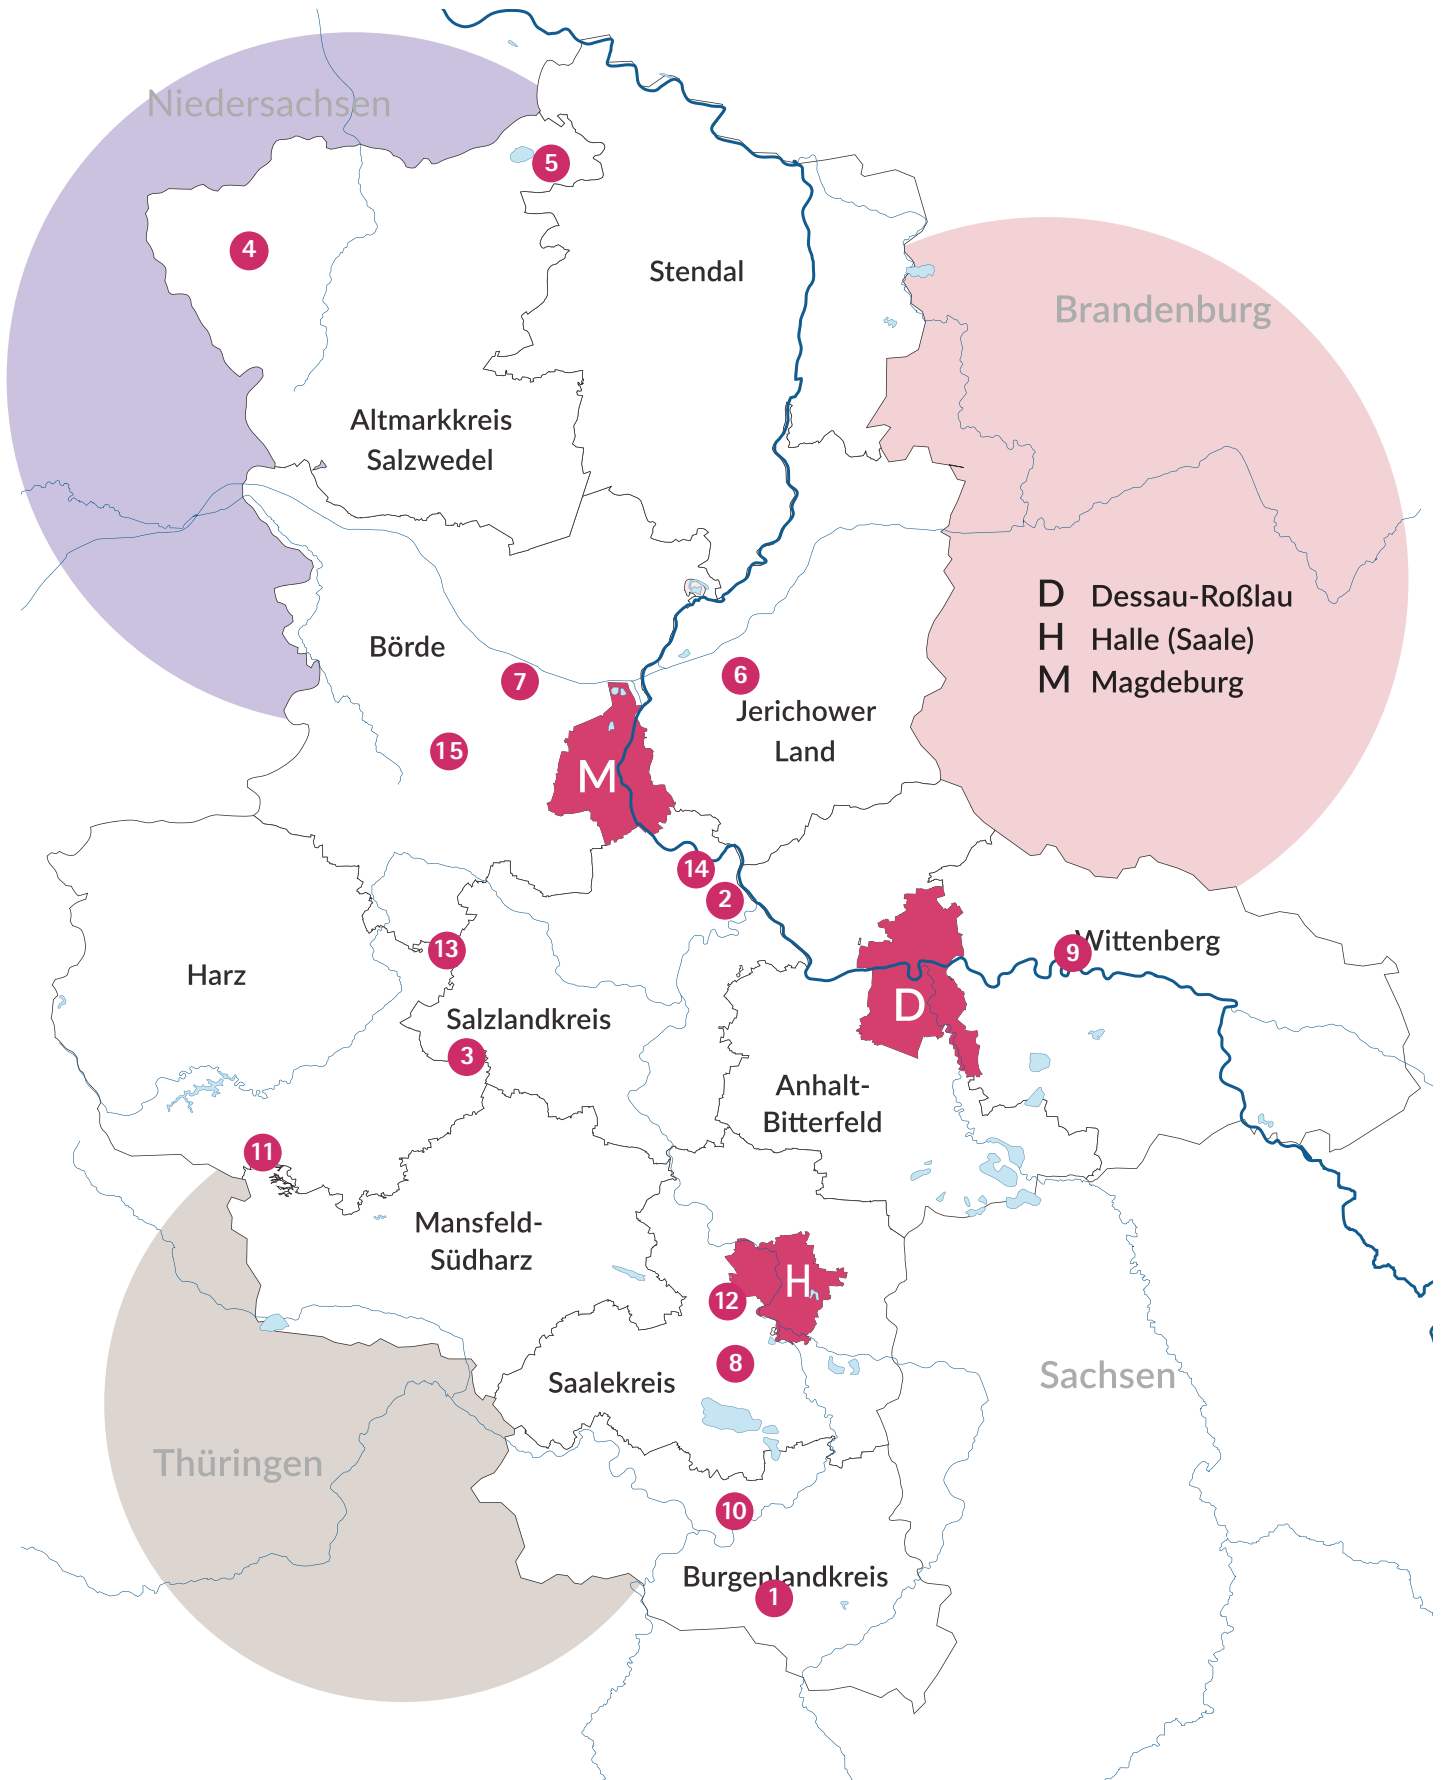 Niedersachsen
5
4
Stendal
Brandenburg
Altmarkkreis
Salzwedel
D Dessau-Roßlau
H Halle (Saale)
M Magdeburg
Börde
7
6
Jerichower
Land
15
M
14
2
13
9
Wittenberg
Harz
D
Salzlandkreis
3
Anhalt-
Bitterfeld
11
Mansfeld-
Südharz
H
12
8
Saalekreis
Sachsen
Thüringen
10
Burgenlandkreis
1